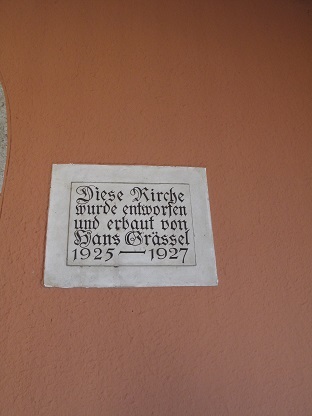 Diese Kirche
wurde entworfen
und erbaut von
Hans Grässel
1925 — 1927